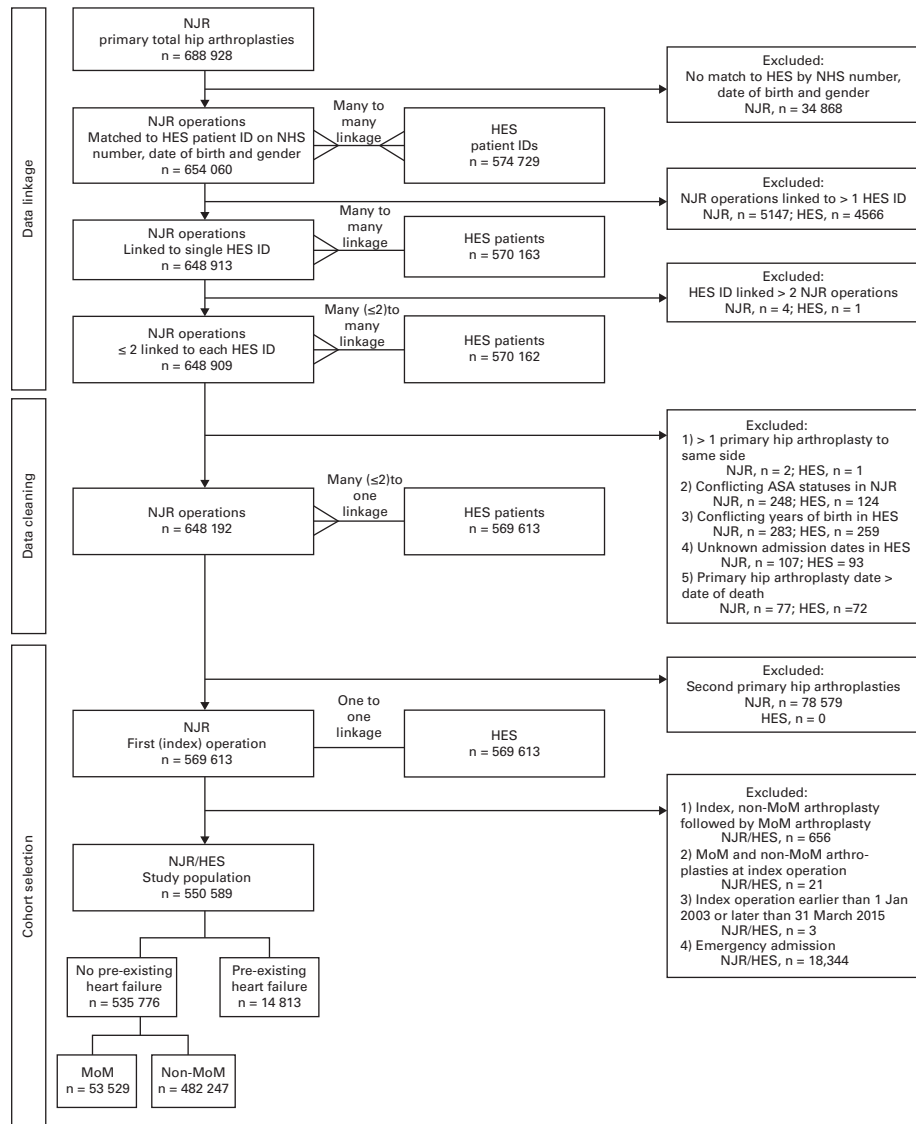 Data linkage
NJR
primary total hip arthroplasties
n = 688 928
Excluded:
No match to HES by NHS number,
date of birth and gender
NJR, n = 34 868
NJR operations
Matched to HES patient ID on NHS
number, date of birth and gender
n = 654 060
Many to
many
linkage
HES
patient IDs
n = 574 729
Excluded:
NJR operations linked to > 1 HES ID
NJR, n = 5147; HES, n = 4566
NJR operations
Linked to single HES ID
n = 648 913
Many to
many
linkage
HES patients
n = 570 163
Excluded:
HES ID linked > 2 NJR operations
NJR, n = 4; HES, n = 1
NJR operations
≤ 2 linked to each HES ID
n = 648 909
Many (≤2)to
many
linkage
HES patients
n = 570 162
Data cleaning
Excluded:
1) > 1 primary hip arthroplasty to
same side
NJR, n = 2; HES, n = 1
2) Conflicting ASA statuses in NJR
NJR, n = 248; HES, n = 124
3) Conflicting years of birth in HES
NJR, n = 283; HES, n = 259
4) Unknown admission dates in HES
NJR, n = 107; HES = 93
5) Primary hip arthroplasty date >
date of death
NJR, n = 77; HES, n =72
NJR operations
n = 648 192
Many (≤2)to
one
linkage
HES patients
n = 569 613
Cohort selection
Excluded:
Second primary hip arthroplasties
NJR, n = 78 579
HES, n = 0
NJR
First (index) operation
n = 569 613
One to
one
linkage
HES
n = 569 613
Excluded:
1) Index, non-MoM arthroplasty
followed by MoM arthroplasty
NJR/HES, n = 656
2) MoM and non-MoM arthro-
plasties at index operation
NJR/HES, n = 21
3) Index operation earlier than 1 Jan
2003 or later than 31 March 2015
NJR/HES, n = 3
4) Emergency admission
NJR/HES, n = 18,344
NJR/HES
Study population
n = 550 589
No pre-existing
heart failure
n = 535 776
Pre-existing
heart failure
n = 14 813
MoM
n = 53 529
Non-MoM
n = 482 247